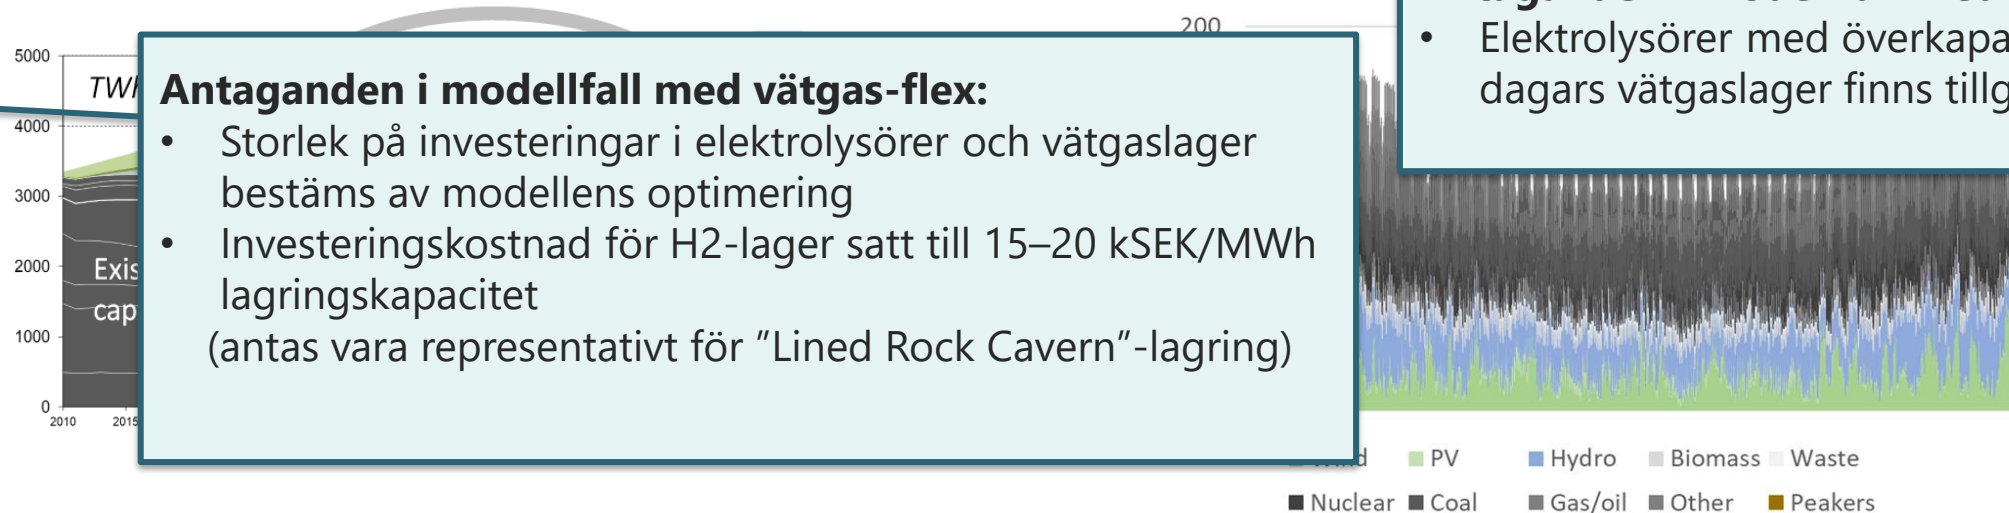 200
5000
4000
3000
2000
1000
0
2010 2015
Antaganden i modellfall med vätgas-flex:
• Storlek på investeringar i elektrolysörer och vätgaslager
bestäms av modellens optimering
• Investeringskostnad för H2-lager satt till 15–20 kSEK/MWh
lagringskapacitet
(antas vara representativt för ”Lined Rock Cavern”-lagring)
• Elektrolysörer med
dagars vätgaslager finns
PV Hydro Biomass Waste
Nuclear Coal Gas/oil Other Peakers